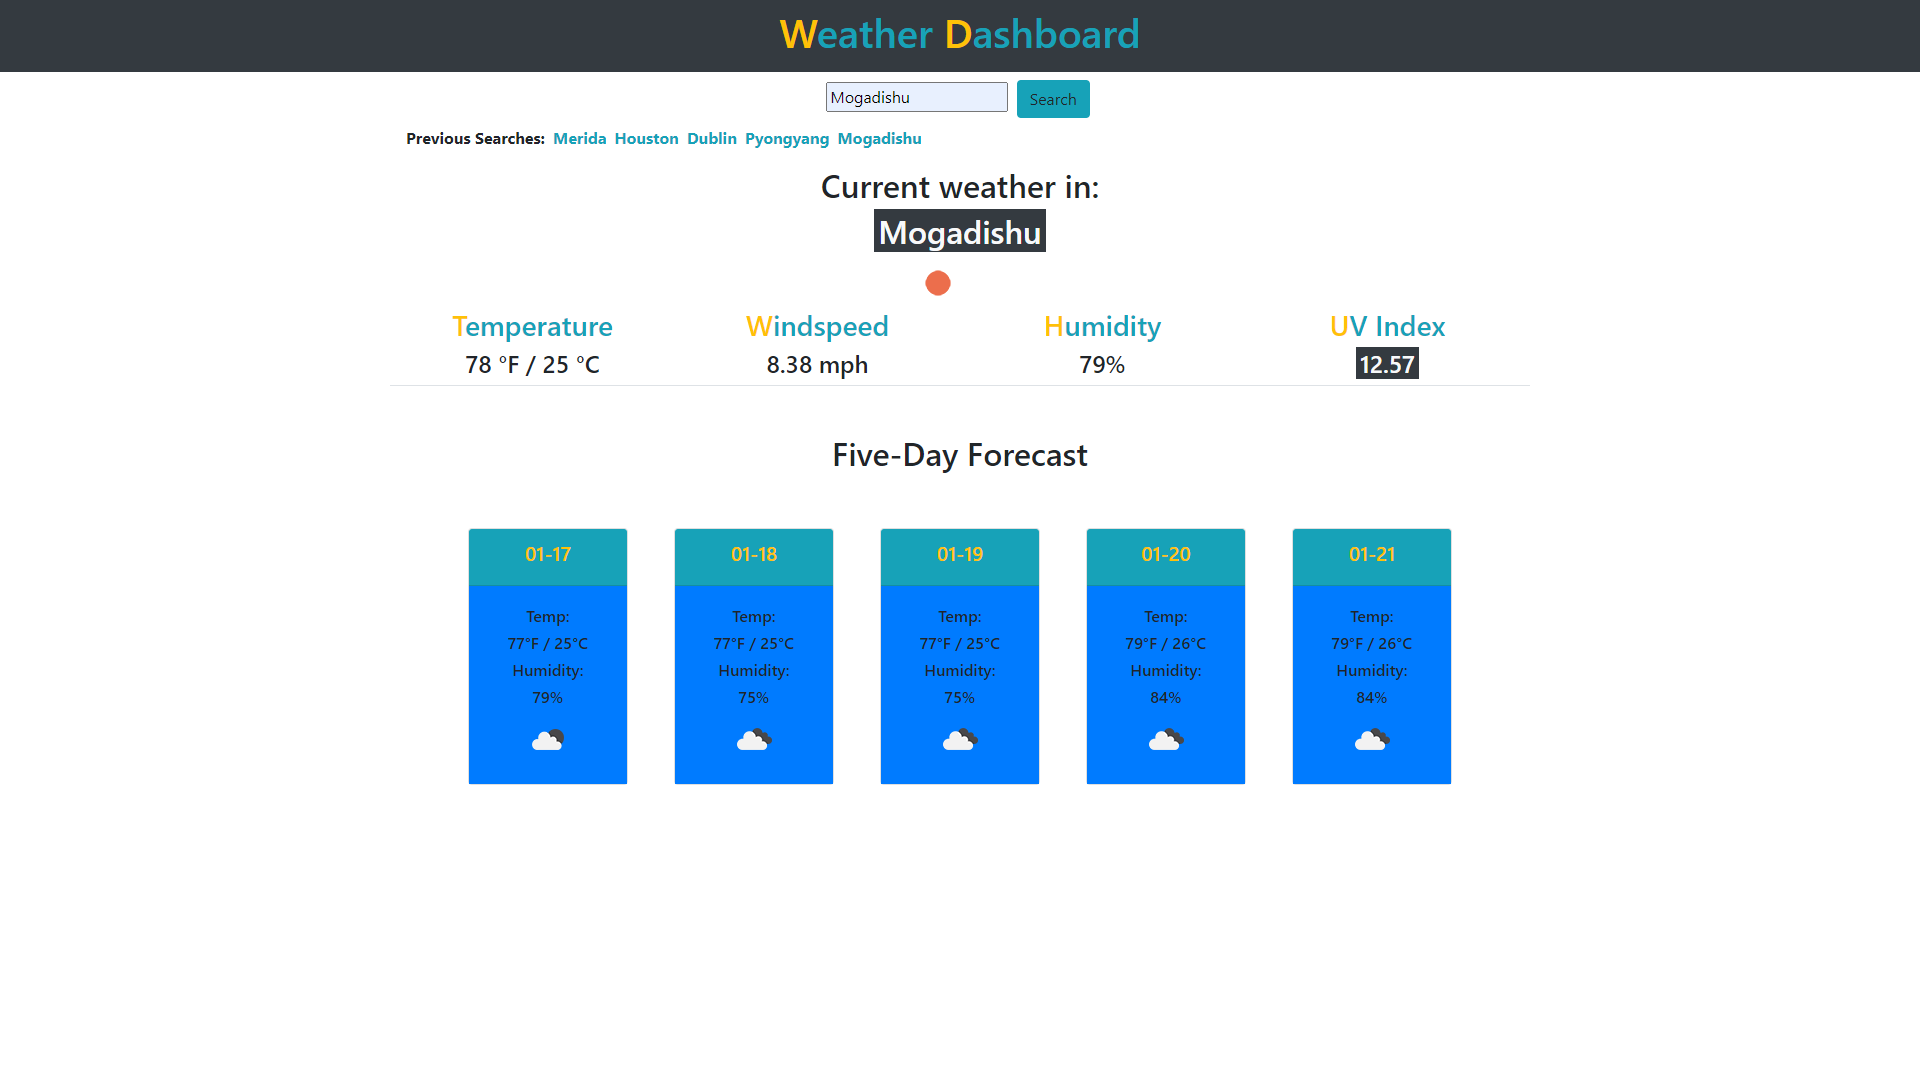 Weather Dashboard
Mogadishu
Search
Previous Searches: Merida Houston Dublin Pyongyang Mogadishu
Current weather in:
Mogadishu
Temperature
78 °F / 25 °C
Windspeed
8.38 mph
Humidity
79%
UV Index
12.57
Five-Day Forecast
01-17
Temp:
77°F / 25°C
Humidity:
79%
01-18
Temp:
77°F / 25°C
Humidity:
75%
01-19
Temp:
77°F / 25°C
Humidity:
75%
01-20
Temp:
79°F / 26°C
Humidity:
84%
01-21
Temp:
79°F / 26°C
Humidity:
84%